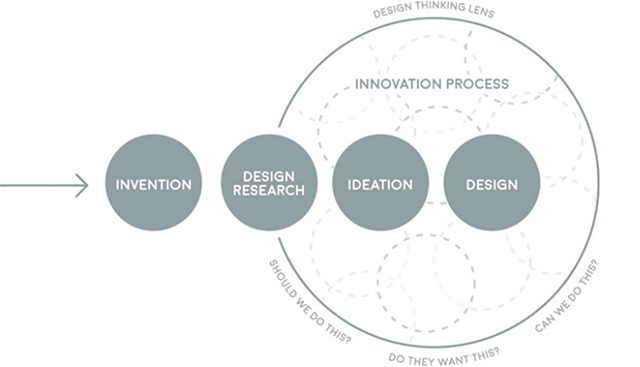 DESIGN THINKING LENS
INNOVATION PROCESS
INVENTION
DESIGN
RESEARCH
IDEATION
DESIGN
SHOULD WE DO THIS?
DO THEY WANT THIS?
CAN WE DO THIS?